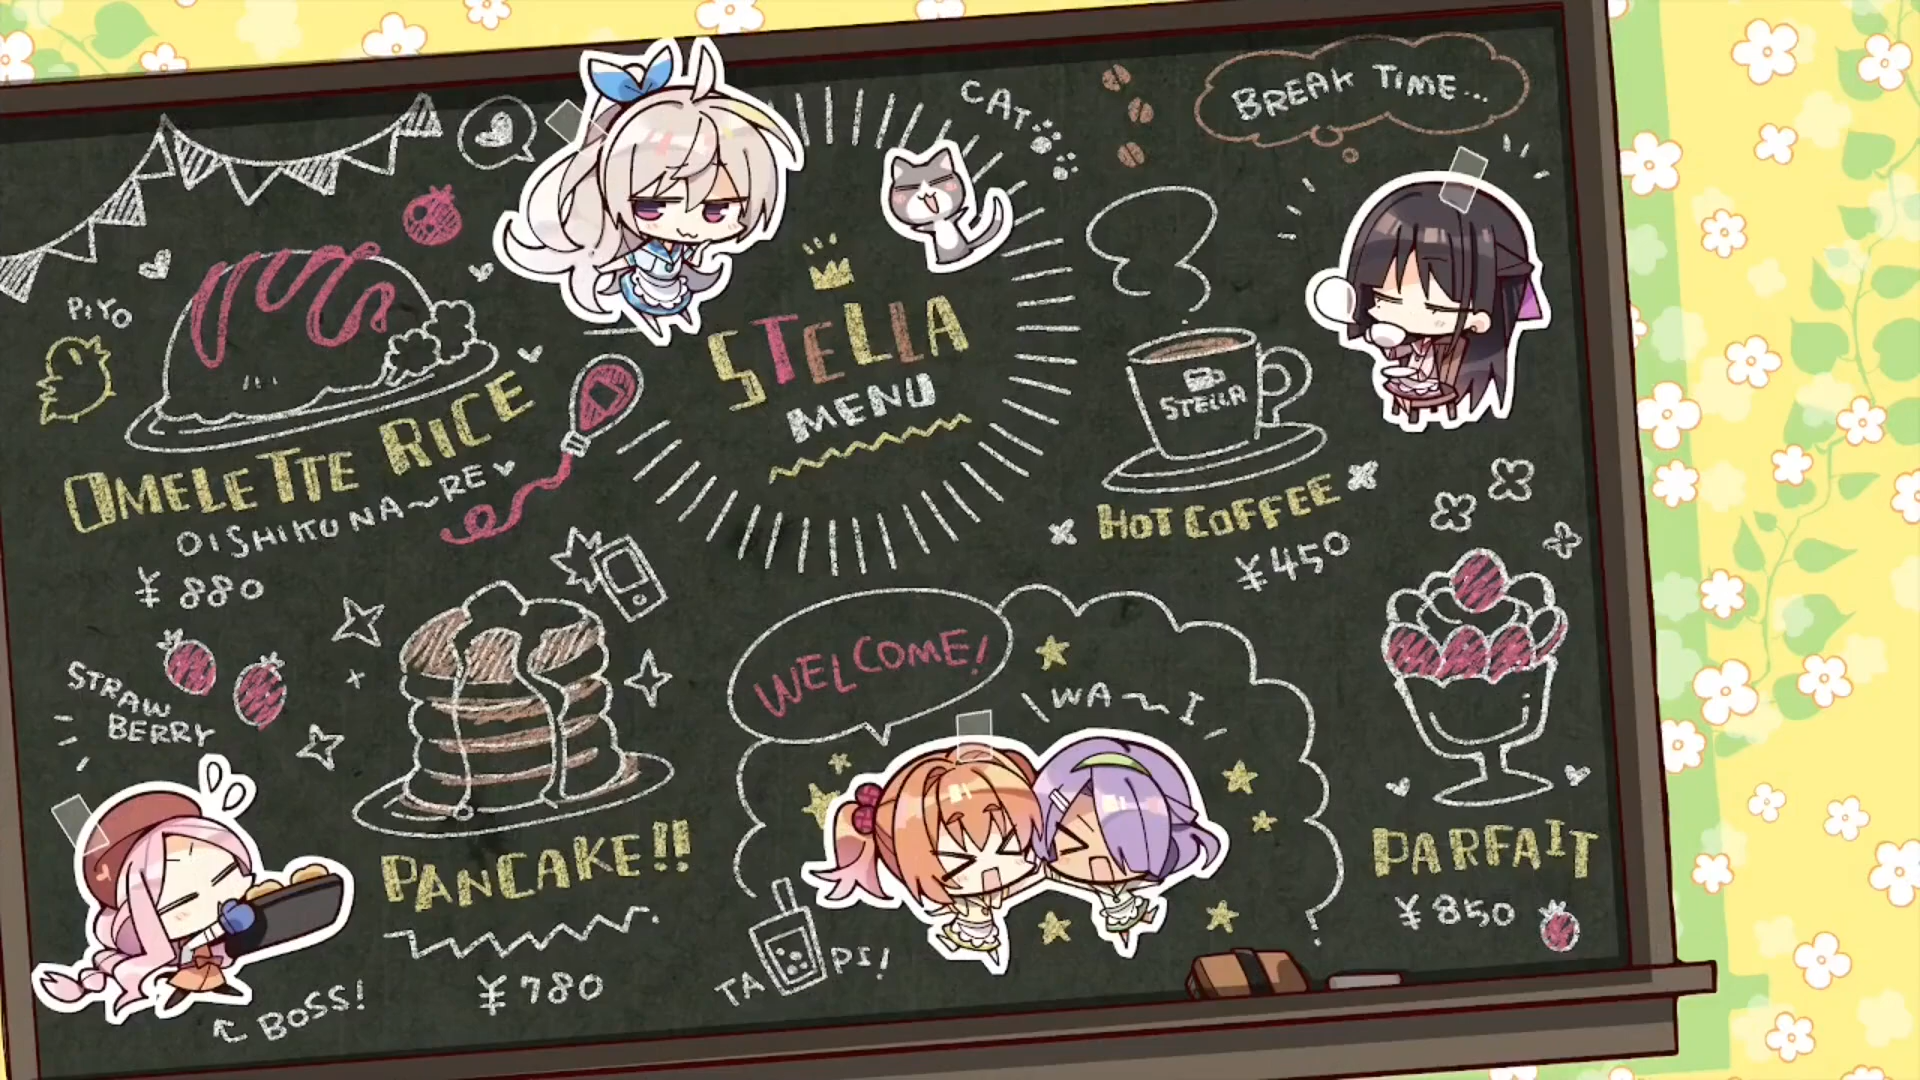 CAT
BREAK TIME...
PIYO
STELLA
MENU
STELLA
OMELETTE RICE
OISHIKUNA~RE♥
¥880
HOT COFFEE
¥450
STRAW
BERRY
WELCOME!
\WA~I
PANCAKE!!
¥780
BOSS!
TA PI!
PARFAIT
¥850